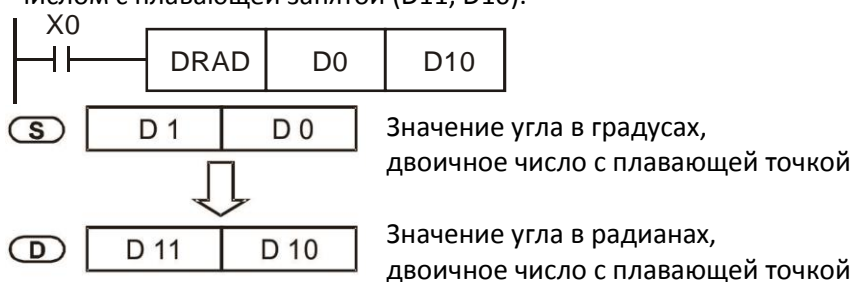 числом с плавающей запятой (D11, D10).
X0
DRAD D0 D10
S D 1 D 0 Значение угла в градусах,
двоичное число с плавающей точкой
D D 11 D 10 Значение угла в радианах,
двоичное число с плавающей точкой